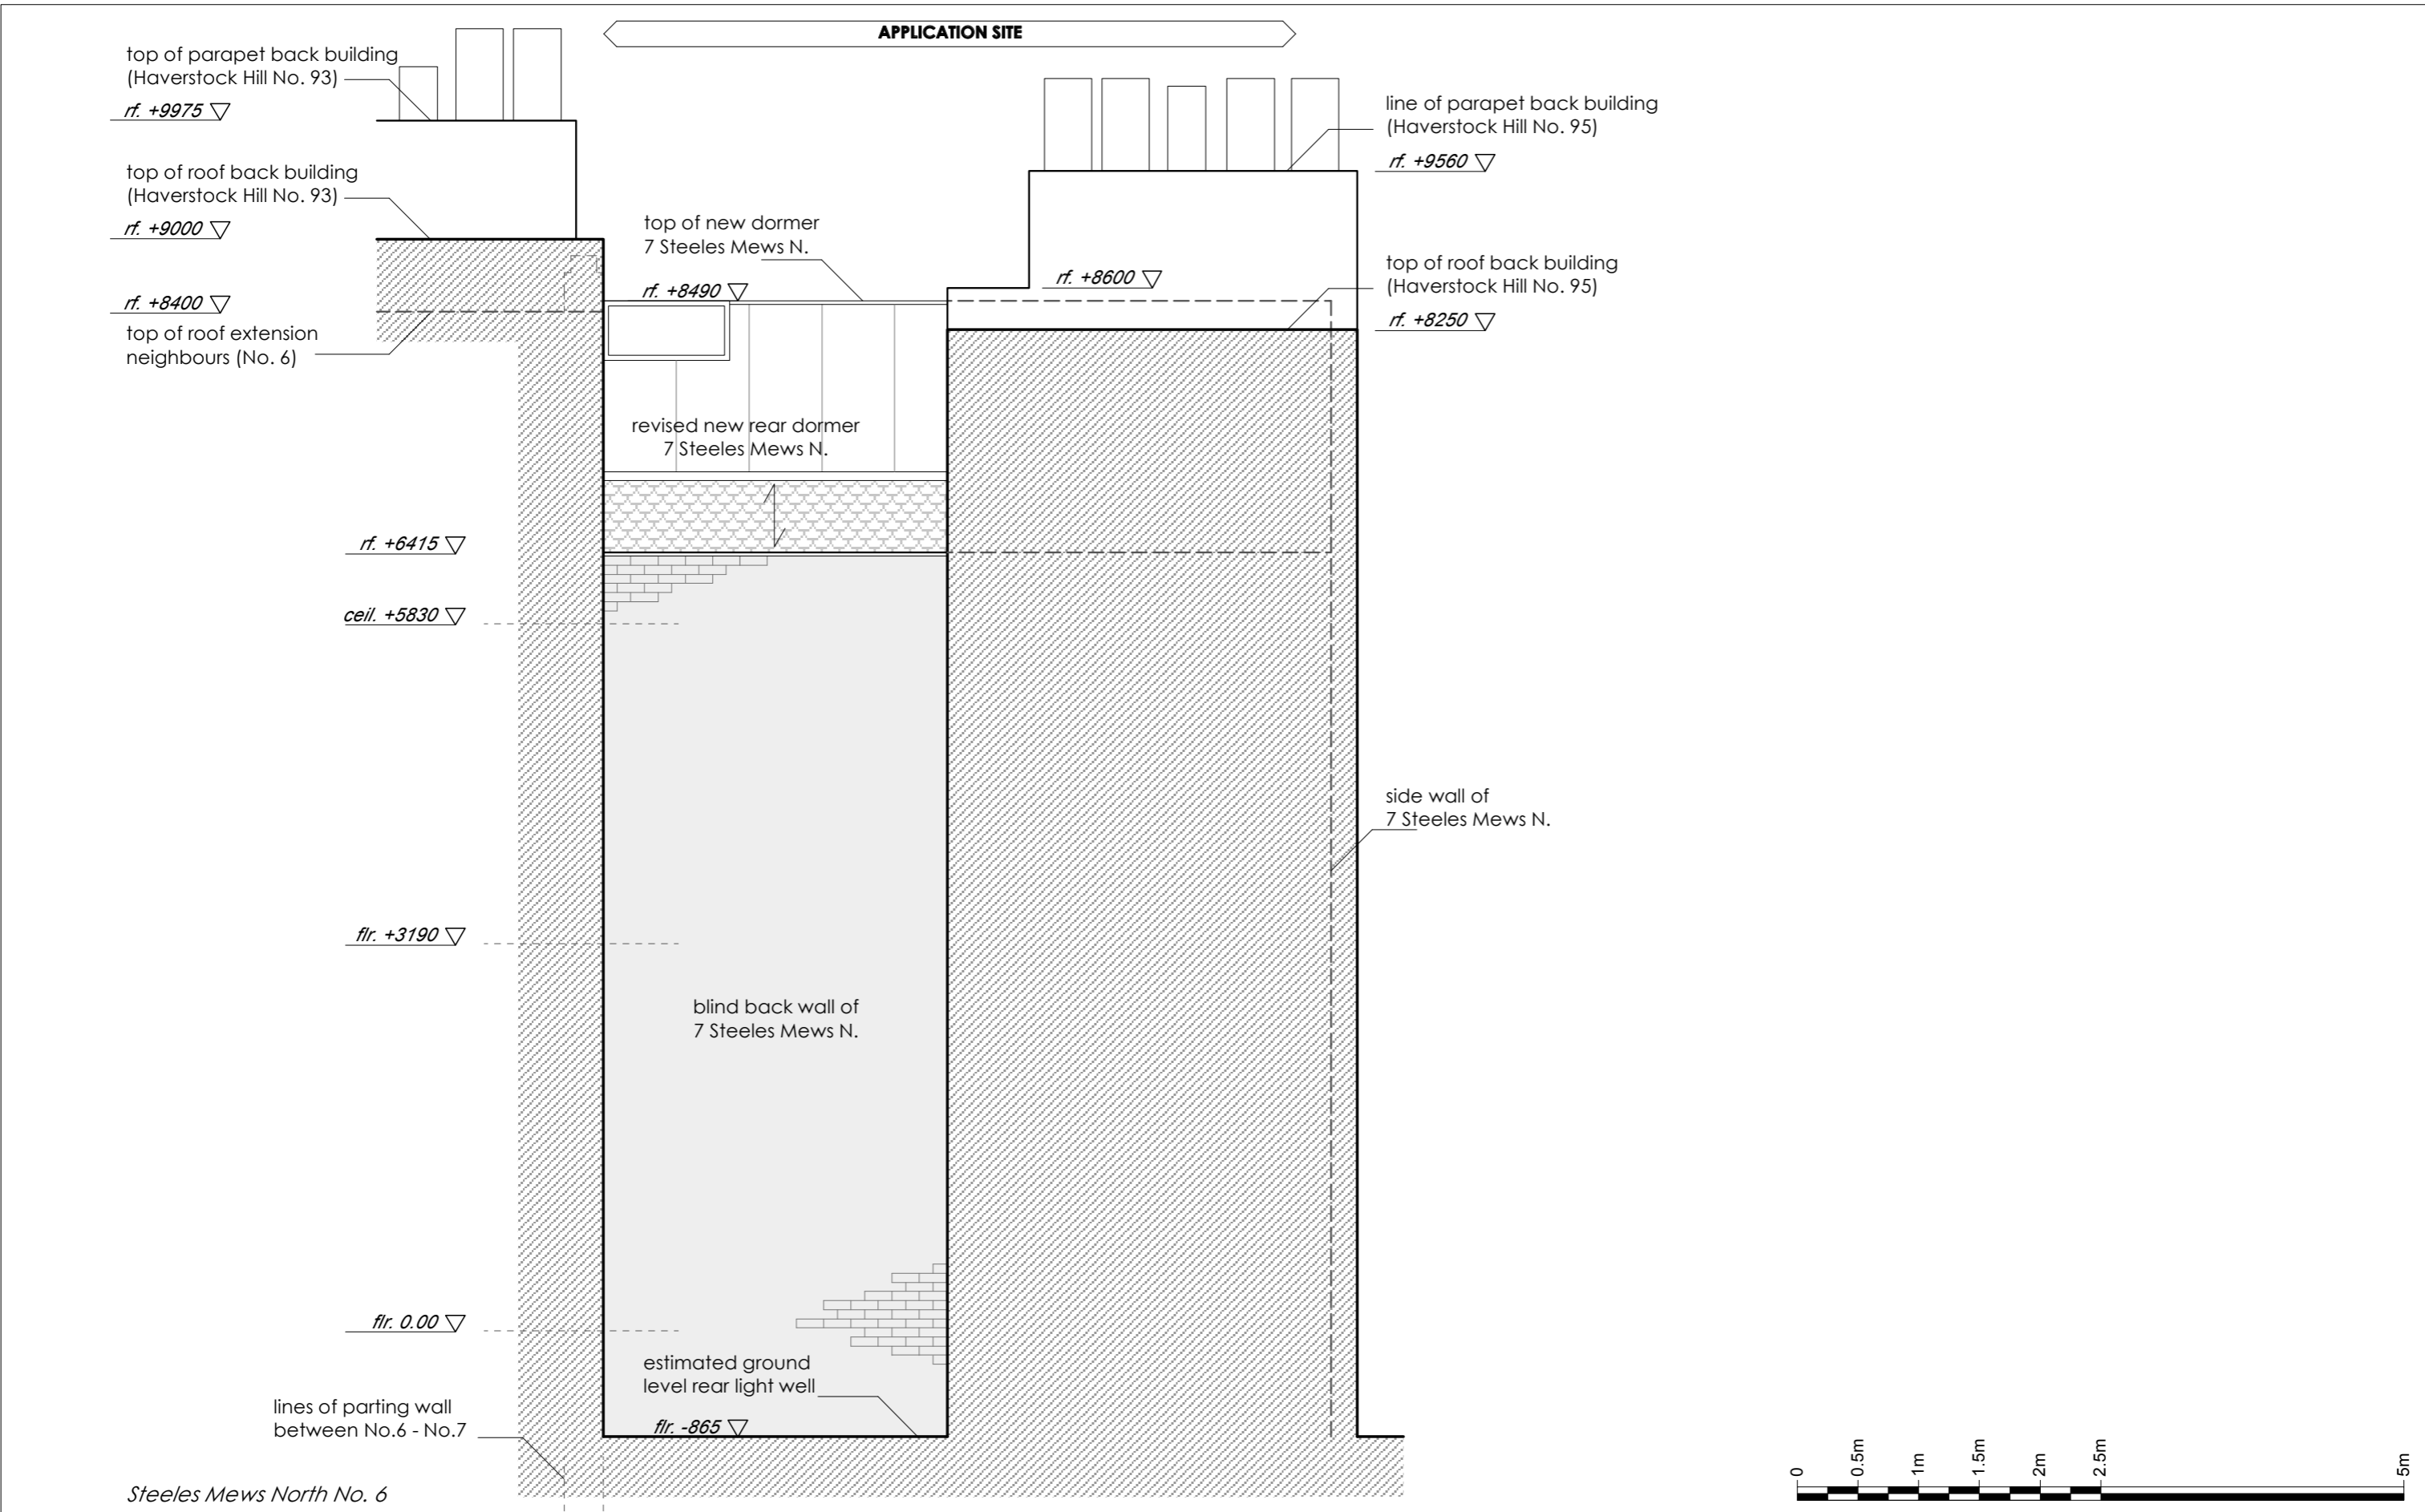 APPLICATION SITE
top of parapet back building
(Haverstock Hill No. 93)
rf. +9975
line of parapet back building
(Haverstock Hill No. 95)
rf. +9560
top of roof back building
(Haverstock Hill No. 93)
rf. +9000
top of new dormer
7 Steeles Mews N.
rf. +8490
rf. +8600
top of roof back building
(Haverstock Hill No. 95)
rf. +8250
rf. +8400
top of roof extension
neighbours (No. 6)
revised new rear dormer
7 Steeles Mews N.
rf. +6415
ceil. +5830
side wall of
7 Steeles Mews N.
flr. +3190
blind back wall of
7 Steeles Mews N.
flr. 0.00
estimated ground
level rear light well
flr. -865
lines of parting wall
between No.6 - No.7
Steeles Mews North No. 6
0
0.5m
1m
1.5m
2m
2.5m
5m